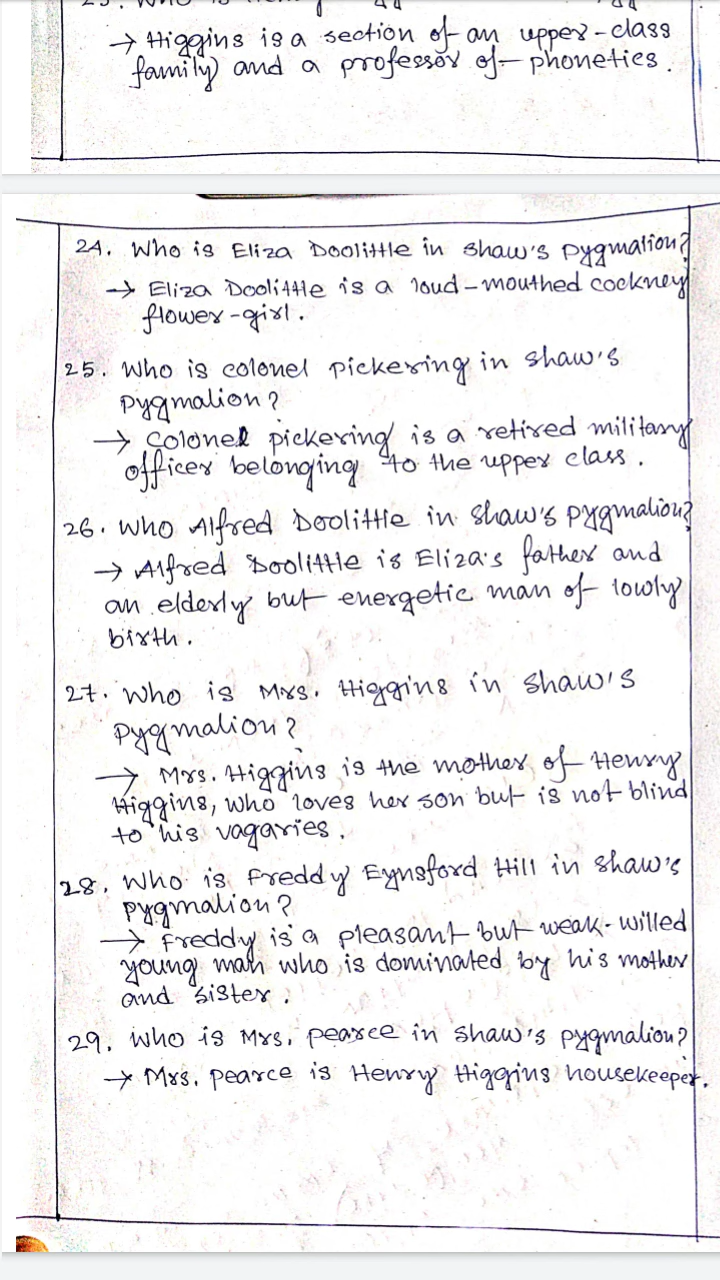 → Higgins is a section of an upper-class
family) and a professor of phonetics.
24. Who is Eliza Doolittle in Shaw's Pygmalion?
→ Eliza Doolittle is a loud-mouthed cockney
flower-girl.
25. Who is colonel pickering in Shaw's
Pygmalion?
→ Colonel pickering is a retired military
officer belonging to the upper class.
26. Who Alfred Doolittle in Shaw's Pygmalion?
→ Alfred Doolittle is Eliza's father and
an elderly but energetic man of lowly
birth.
27. Who is Mrs. Higgins in Shaw's
Pygmalion?
→ Mrs. Higgins is the mother of Henry
Higgins, who loves her son but is not blind
to his vagaries.
28. Who is Freddy Eynsford Hill in Shaw's
Pygmalion?
→ Freddy is a pleasant but weak-willed
young man who is dominated by his mother
and sister.
29. Who is Mrs. pearce in Shaw's Pygmalion?
→ Mrs. Pearce is Henry Higgins housekeeper.